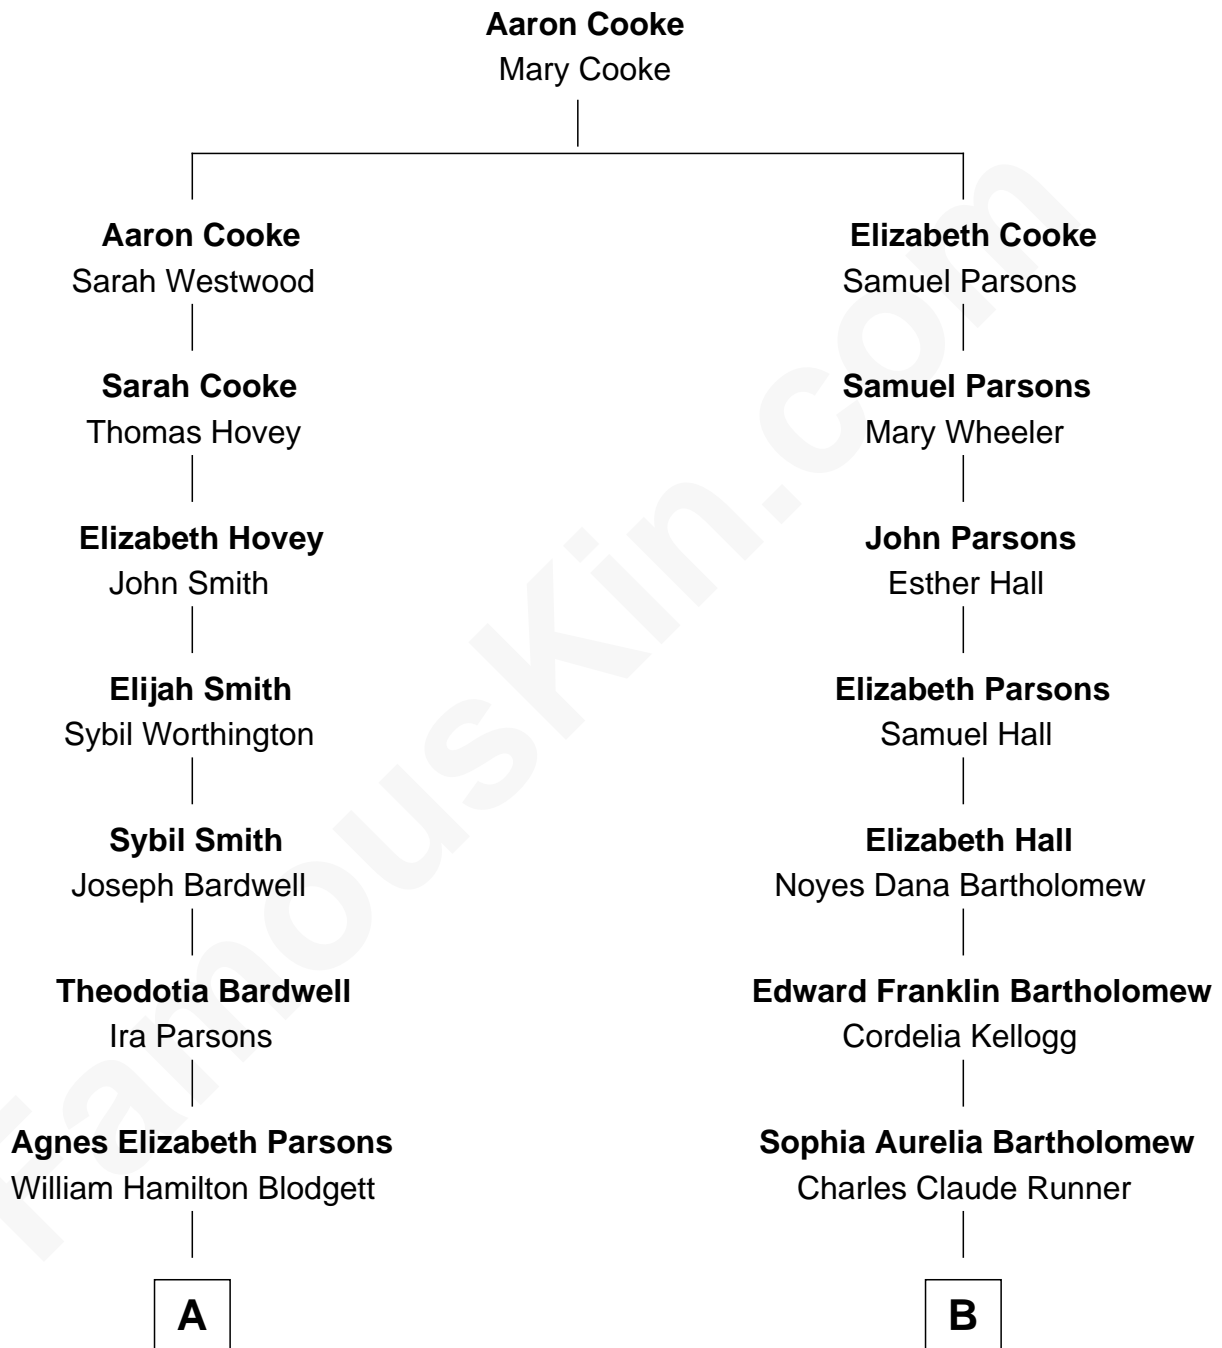 Aaron Cooke
Mary Cooke
Aaron Cooke
Sarah Westwood
Elizabeth Cooke
Samuel Parsons
Sarah Cooke
Thomas Hovey
Samuel Parsons
Mary Wheeler
Elizabeth Hovey
John Smith
John Parsons
Esther Hall
Elijah Smith
Sybil Worthington
Elizabeth Parsons
Samuel Hall
Sybil Smith
Joseph Bardwell
Elizabeth Hall
Noyes Dana Bartholomew
Theodotia Bardwell
Ira Parsons
Edward Franklin Bartholomew
Cordelia Kellogg
Agnes Elizabeth Parsons
William Hamilton Blodgett
Sophia Aurelia Bartholomew
Charles Claude Runner
A
B
FamousKin.com